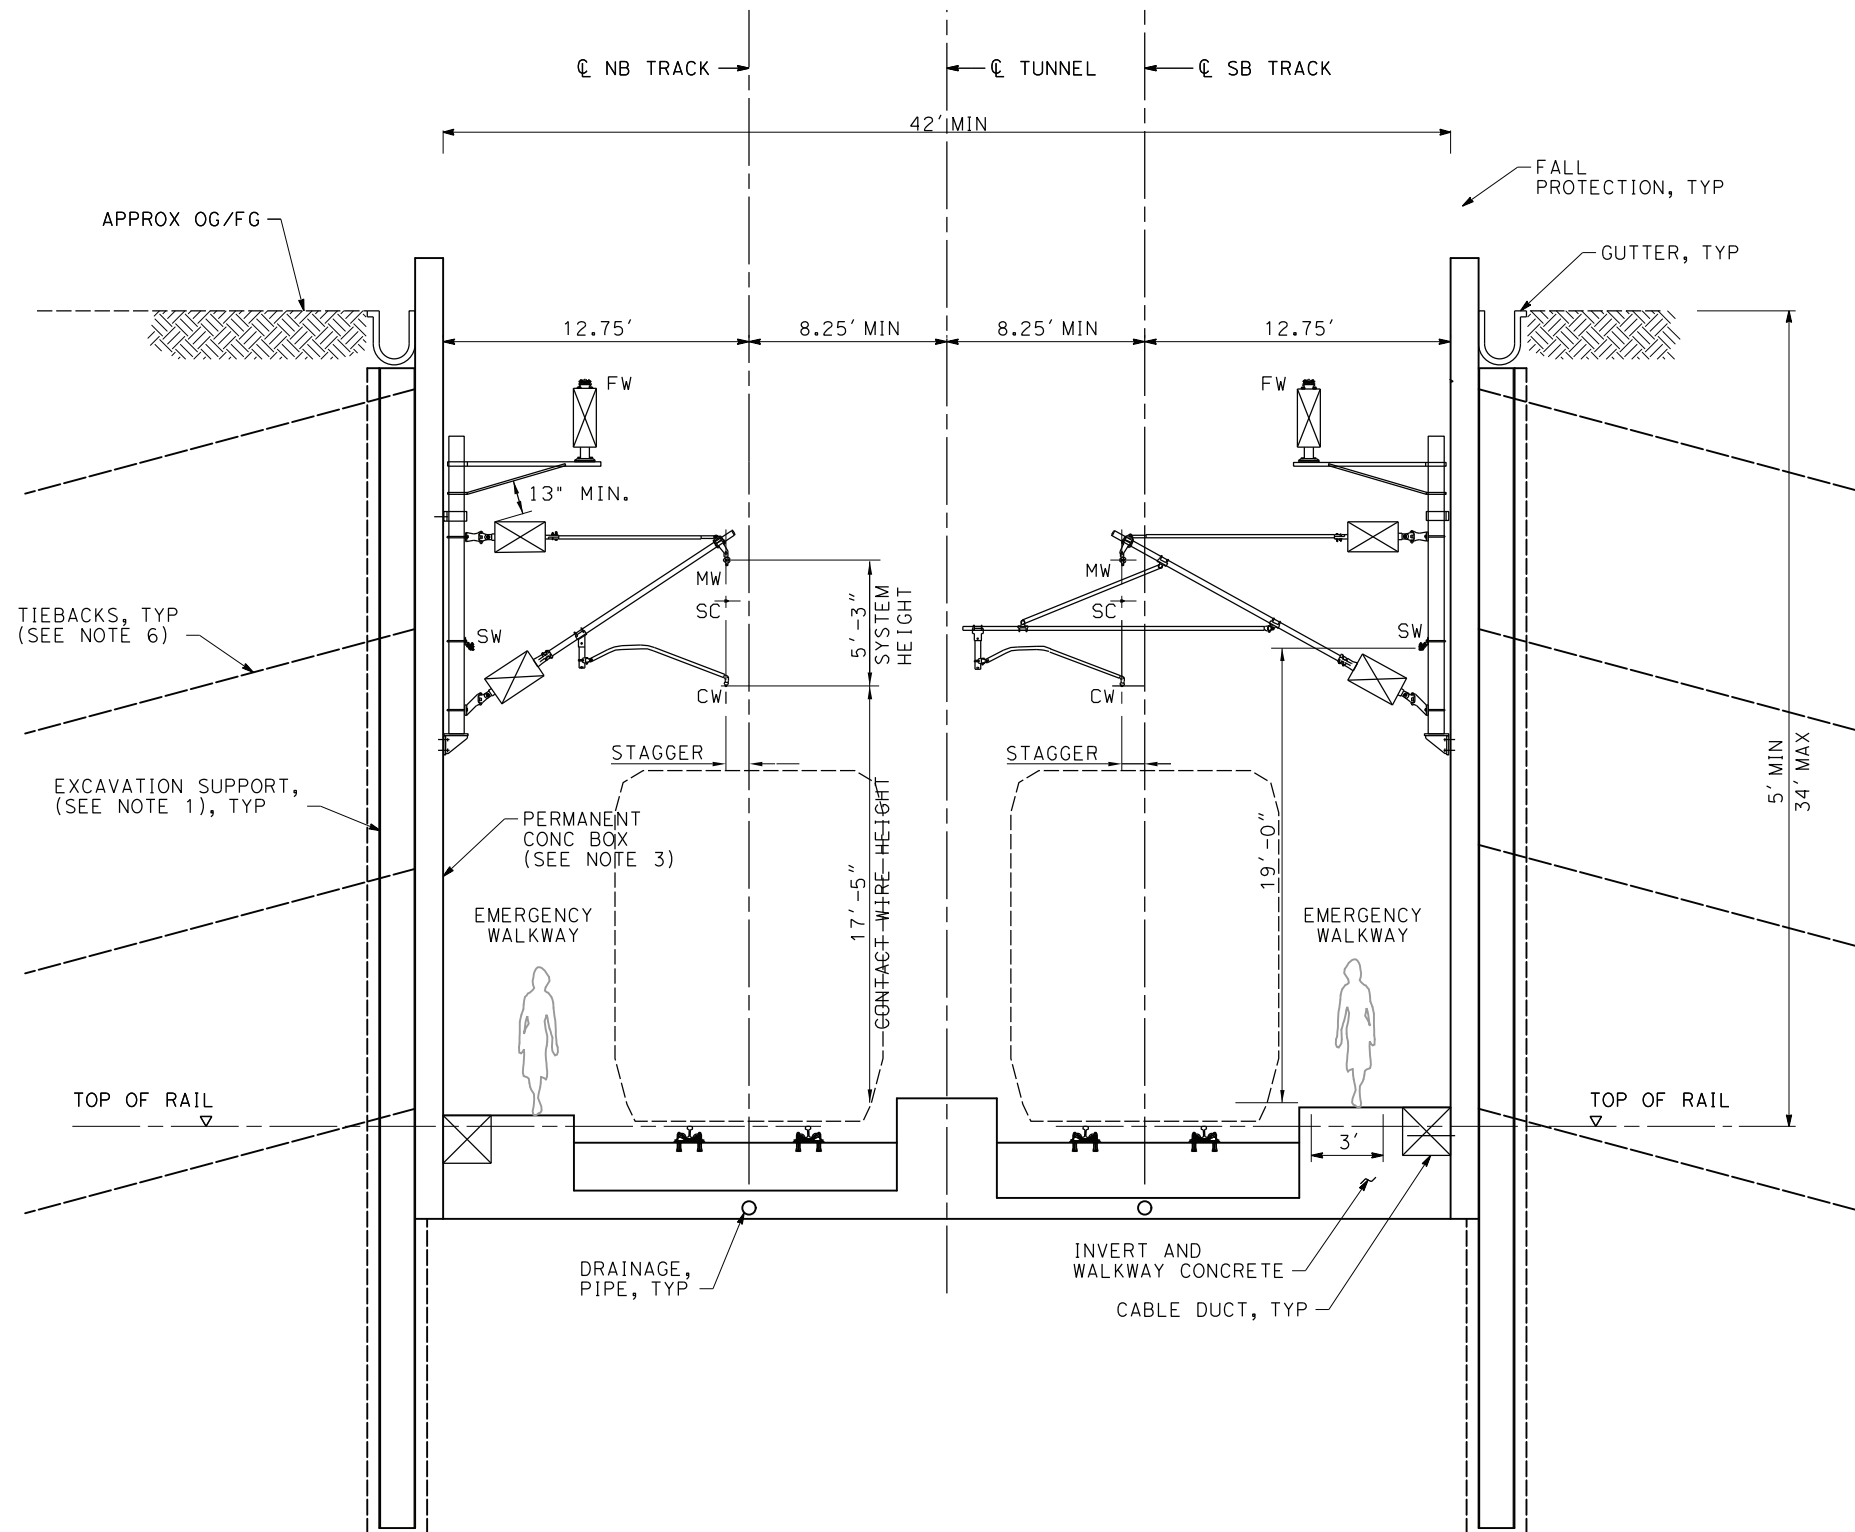 ℄ NB TRACK
℄ TUNNEL
℄ SB TRACK
42' MIN
FALL
PROTECTION, TYP
APPROX OG/FG
GUTTER, TYP
12.75'
8.25' MIN
8.25' MIN
12.75'
FW
FW
13" MIN.
MW
SC
MW
SC
5'-3"
SYSTEM
HEIGHT
TIEBACKS, TYP
(SEE NOTE 6)
SW
SW
CW
CW
STAGGER
STAGGER
5' MIN
34' MAX
EXCAVATION SUPPORT,
(SEE NOTE 1), TYP
PERMANENT
CONC BOX
(SEE NOTE 3)
17'-5"
CONTACT WIRE HEIGHT
19'-0"
EMERGENCY
WALKWAY
EMERGENCY
WALKWAY
TOP OF RAIL
TOP OF RAIL
3'
DRAINAGE,
PIPE, TYP
INVERT AND
WALKWAY CONCRETE
CABLE DUCT, TYP